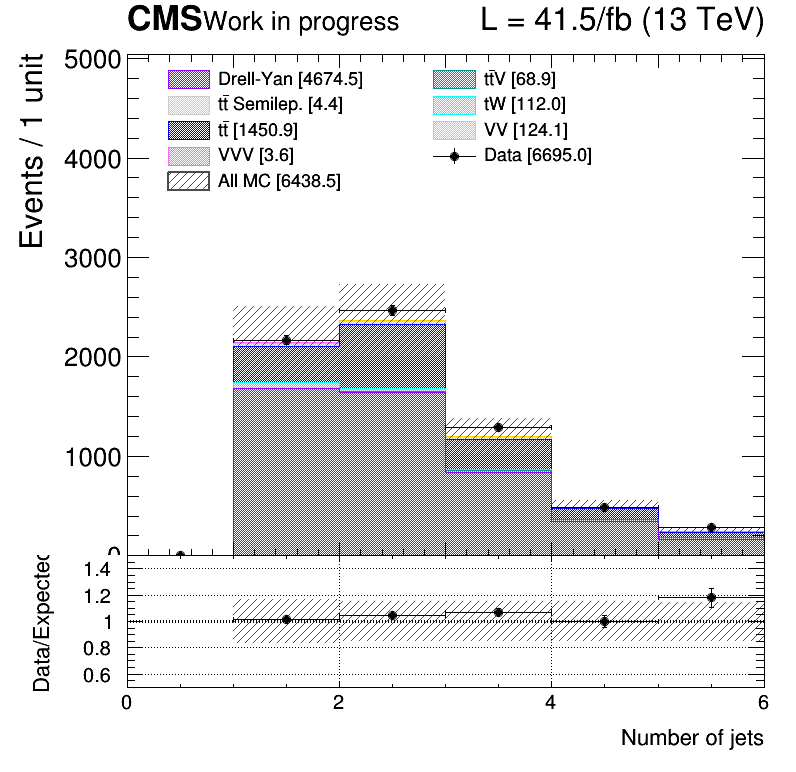 CMS Work in progress L = 41.5/fb (13 TeV)
Events / 1 unit
5000
4000
3000
2000
1000
0
Drell-Yan [4674.5]
tt̄ Semilep. [4.4]
tt̄ [1450.9]
VVV [3.6]
All MC [6438.5]
tt̄V [68.9]
tW [112.0]
VV [124.1]
Data [6695.0]
Data/Expected
1.4
1.2
1
0.8
0.6
0 2 4 6
Number of jets